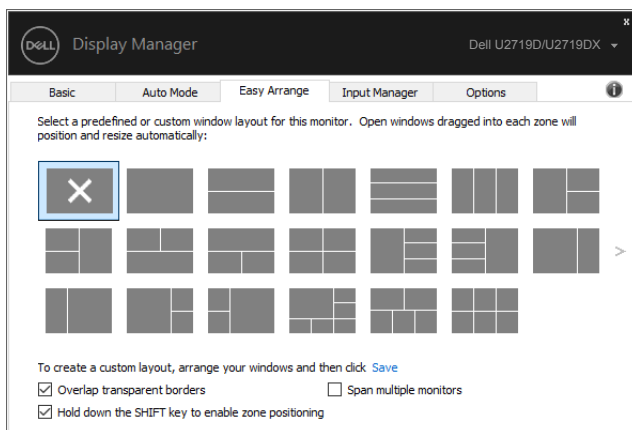 x
DELL Display Manager Dell U2719D/U2719DX
Basic Auto Mode Easy Arrange Input Manager Options
Select a predefined or custom window layout for this monitor. Open windows dragged into each zone will
position and resize automatically:
To create a custom layout, arrange your windows and then click Save
Overlap transparent borders Span multiple monitors
Hold down the SHIFT key to enable zone positioning